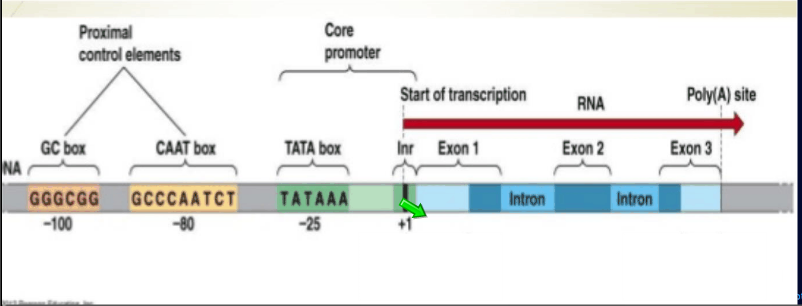 Proximal
control elements
Core
promoter
Start of transcription
RNA
Poly(A) site
GC box
CAAT box
TATA box
Inr
Exon 1
Exon 2
Exon 3
NA
GGGCGG
GCCCAATCT
TATAAA
Intron
Intron
–100
–80
–25
+1